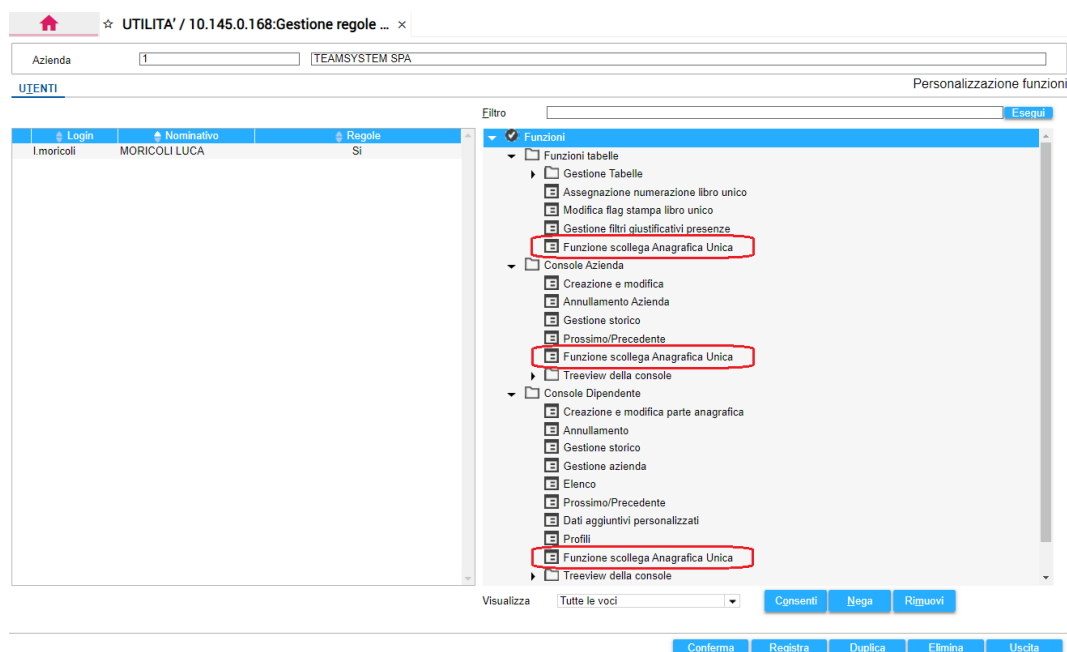 UTILITA' / 10.145.0.168:Gestione regole ... ×
Azienda 1 TEAMSYSTEM SPA
UTENTI Personalizzazione funzioni
Filtro Esegui
Login Nominativo Regole
l.moricoli MORICOLI LUCA Si
Funzioni
Funzioni tabelle
Gestione Tabelle
Assegnazione numerazione libro unico
Modifica flag stampa libro unico
Gestione filtri giustificativi presenze
Funzione scollega Anagrafica Unica
Console Azienda
Creazione e modifica
Annullamento Azienda
Gestione storico
Prossimo/Precedente
Funzione scollega Anagrafica Unica
Treeview della console
Console Dipendente
Creazione e modifica parte anagrafica
Annullamento
Gestione storico
Gestione azienda
Elenco
Prossimo/Precedente
Dati aggiuntivi personalizzati
Profili
Funzione scollega Anagrafica Unica
Treeview della console
Visualizza Tutte le voci Consenti Nega Rimuovi
Conferma Registra Duplica Elimina Uscita